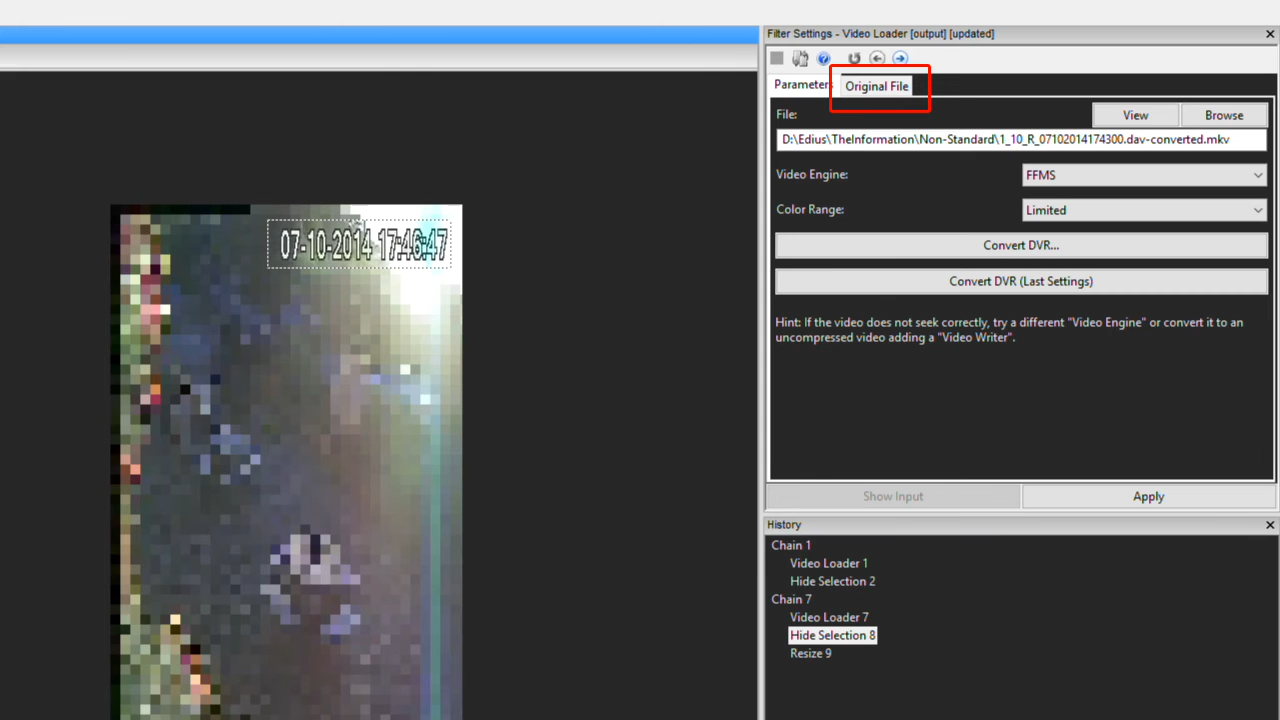 Filter Settings - Video Loader [output] [updated]
Parameters
Original File
File:
View
Browse
D:\Edius\TheInformation\Non-Standard\1_10_R_07102014174300.dav-converted.mkv
Video Engine:
FFMS
Color Range:
Limited
Convert DVR...
Convert DVR (Last Settings)
Hint: If the video does not seek correctly, try a different "Video Engine" or convert it to an
uncompressed video adding a "Video Writer".
Show Input
Apply
07-10-2014 17:46:47
History
Chain 1
Video Loader 1
Hide Selection 2
Chain 7
Video Loader 7
Hide Selection 8
Resize 9